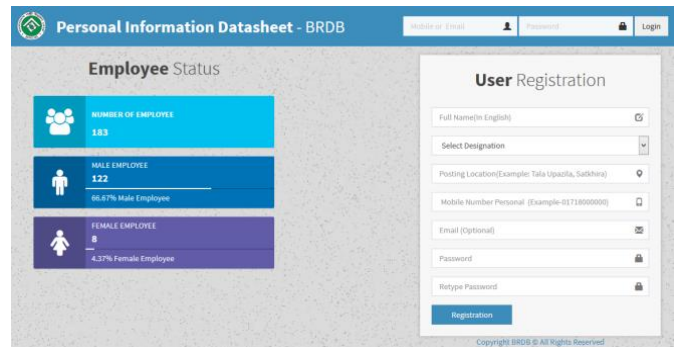 Personal Information Datasheet - BRDB
Mobile or Email
Password
Login
Employee Status
NUMBER OF EMPLOYEE
183
MALE EMPLOYEE
122
66.67% Male Employee
FEMALE EMPLOYEE
8
4.37% Female Employee
User Registration
Full Name(In English)
Select Designation
Posting Location(Example: Tala Upazila, Satkhira)
Mobile Number Personal (Example-01718000000)
Email (Optional)
Password
Retype Password
Registration
Copyright BRDB © All Rights Reserved